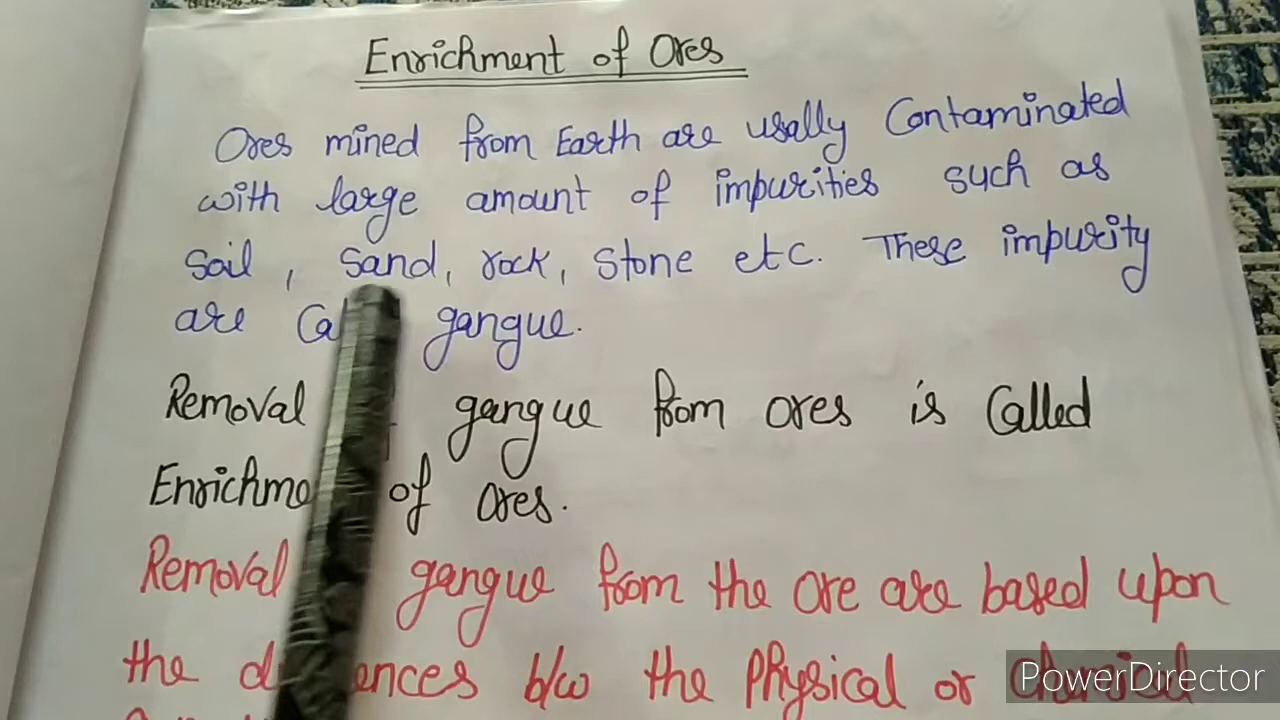 Enrichment of Ores
Ores mined from Earth are usally Contaminated
with large amount of impurities such as
Soil, Sand, rock, Stone etc. These impurity
are gangue.
Removal gangue from ores is Called
of Ores.
Removal gangue from the ore are based upon
the b/w the Physical or
PowerDirector